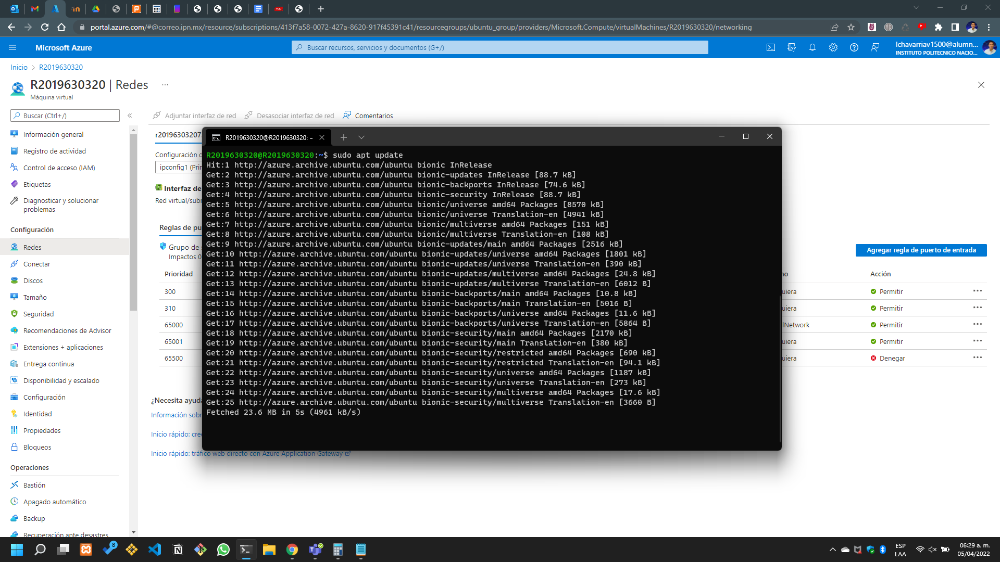 portal.azure.com/#@correo.ipn.mx/resource/subscriptions/413f7a58-0072-427a-8620-917f45391c41/resourcegroups/ubuntu_group/providers/Microsoft.Compute/virtualMachines/R2019630320/networking
Microsoft Azure
Buscar recursos, servicios y documentos (G+/)
lchavarriav1500@alumn...
INSTITUTO POLITECNICO NACIO...
Inicio > R2019630320
R2019630320 | Redes ...
Máquina virtual
Buscar (Ctrl+/)
«
Adjuntar interfaz de red
Desasociar interfaz de red
Comentarios
Información general
Registro de actividad
Control de acceso (IAM)
Etiquetas
Diagnosticar y solucionar
problemas
Configuración
Redes
Conectar
Discos
Tamaño
Seguridad
Recomendaciones de Advisor
Extensiones + aplicaciones
Entrega continua
Disponibilidad y escalado
Configuración
Identidad
Propiedades
Bloqueos
Operaciones
Bastión
Apagado automático
Backup
Recuperación ante desastres
r20196303207
Configuración d
ipconfig1 (Prir
Interfaz de
Red virtual/subr
Reglas de pu
Grupo de s
Impactos 0
Prioridad
300
310
65000
65001
65500
¿Necesita ayuda
Información sobr
Inicio rápido: cree
Inicio rápido: tráfico web directo con Azure Application Gateway
R2019630320@R2019630320: ~
R2019630320@R2019630320:~$ sudo apt update
Hit:1 http://azure.archive.ubuntu.com/ubuntu bionic InRelease
Get:2 http://azure.archive.ubuntu.com/ubuntu bionic-updates InRelease [88.7 kB]
Get:3 http://azure.archive.ubuntu.com/ubuntu bionic-backports InRelease [74.6 kB]
Get:4 http://azure.archive.ubuntu.com/ubuntu bionic-security InRelease [88.7 kB]
Get:5 http://azure.archive.ubuntu.com/ubuntu bionic/universe amd64 Packages [8570 kB]
Get:6 http://azure.archive.ubuntu.com/ubuntu bionic/universe Translation-en [4941 kB]
Get:7 http://azure.archive.ubuntu.com/ubuntu bionic/multiverse amd64 Packages [151 kB]
Get:8 http://azure.archive.ubuntu.com/ubuntu bionic/multiverse Translation-en [108 kB]
Get:9 http://azure.archive.ubuntu.com/ubuntu bionic-updates/main amd64 Packages [2516 kB]
Get:10 http://azure.archive.ubuntu.com/ubuntu bionic-updates/universe amd64 Packages [1801 kB]
Get:11 http://azure.archive.ubuntu.com/ubuntu bionic-updates/universe Translation-en [390 kB]
Get:12 http://azure.archive.ubuntu.com/ubuntu bionic-updates/multiverse amd64 Packages [24.8 kB]
Get:13 http://azure.archive.ubuntu.com/ubuntu bionic-updates/multiverse Translation-en [6012 B]
Get:14 http://azure.archive.ubuntu.com/ubuntu bionic-backports/main amd64 Packages [10.8 kB]
Get:15 http://azure.archive.ubuntu.com/ubuntu bionic-backports/main Translation-en [5016 B]
Get:16 http://azure.archive.ubuntu.com/ubuntu bionic-backports/universe amd64 Packages [11.6 kB]
Get:17 http://azure.archive.ubuntu.com/ubuntu bionic-backports/universe Translation-en [5864 B]
Get:18 http://azure.archive.ubuntu.com/ubuntu bionic-security/main amd64 Packages [2170 kB]
Get:19 http://azure.archive.ubuntu.com/ubuntu bionic-security/main Translation-en [380 kB]
Get:20 http://azure.archive.ubuntu.com/ubuntu bionic-security/restricted amd64 Packages [690 kB]
Get:21 http://azure.archive.ubuntu.com/ubuntu bionic-security/restricted Translation-en [94.1 kB]
Get:22 http://azure.archive.ubuntu.com/ubuntu bionic-security/universe amd64 Packages [1187 kB]
Get:23 http://azure.archive.ubuntu.com/ubuntu bionic-security/universe Translation-en [273 kB]
Get:24 http://azure.archive.ubuntu.com/ubuntu bionic-security/multiverse amd64 Packages [17.6 kB]
Get:25 http://azure.archive.ubuntu.com/ubuntu bionic-security/multiverse Translation-en [3660 B]
Fetched 23.6 MB in 5s (4961 kB/s)
Agregar regla de puerto de entrada
no Acción
uiera Permitir ...
uiera Permitir ...
lNetwork Permitir ...
uiera Permitir ...
uiera Denegar ...
8
ESP
LAA
06:29 a. m.
05/04/2022